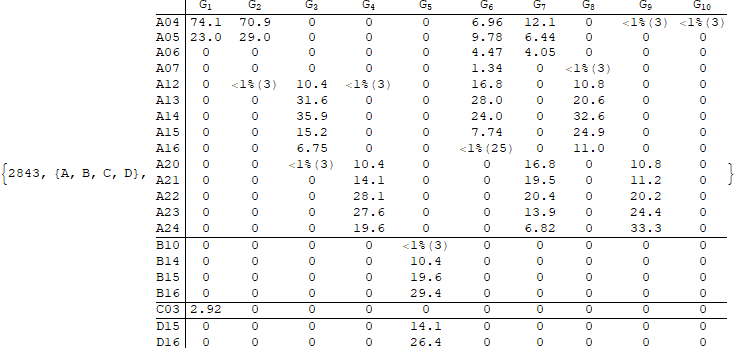 G1 G2 G3 G4 G5 G6 G7 G8 G9 G10
A04 74.1 70.9 0 0 0 6.96 12.1 0 <1%(3) <1%(3)
A05 23.0 29.0 0 0 0 9.78 6.44 0 0 0
A06 0 0 0 0 0 4.47 4.05 0 0 0
A07 0 0 0 0 0 1.34 0 <1%(3) 0 0
A12 0 <1%(3) 10.4 <1%(3) 0 16.8 0 10.8 0 0
A13 0 0 31.6 0 0 28.0 0 20.6 0 0
A14 0 0 35.9 0 0 24.0 0 32.6 0 0
A15 0 0 15.2 0 0 7.74 0 24.9 0 0
A16 0 0 6.75 0 0 <1%(25) 0 11.0 0 0
A20 0 0 <1%(3) 10.4 0 0 16.8 0 10.8 0
{2843, {A, B, C, D}, A21 0 0 0 14.1 0 0 19.5 0 11.2 0 }
A22 0 0 0 28.1 0 0 20.4 0 20.2 0
A23 0 0 0 27.6 0 0 13.9 0 24.4 0
A24 0 0 0 19.6 0 0 6.82 0 33.3 0
B10 0 0 0 0 <1%(3) 0 0 0 0 0
B14 0 0 0 0 10.4 0 0 0 0 0
B15 0 0 0 0 19.6 0 0 0 0 0
B16 0 0 0 0 29.4 0 0 0 0 0
C03 2.92 0 0 0 0 0 0 0 0 0
D15 0 0 0 0 14.1 0 0 0 0 0
D16 0 0 0 0 26.4 0 0 0 0 0